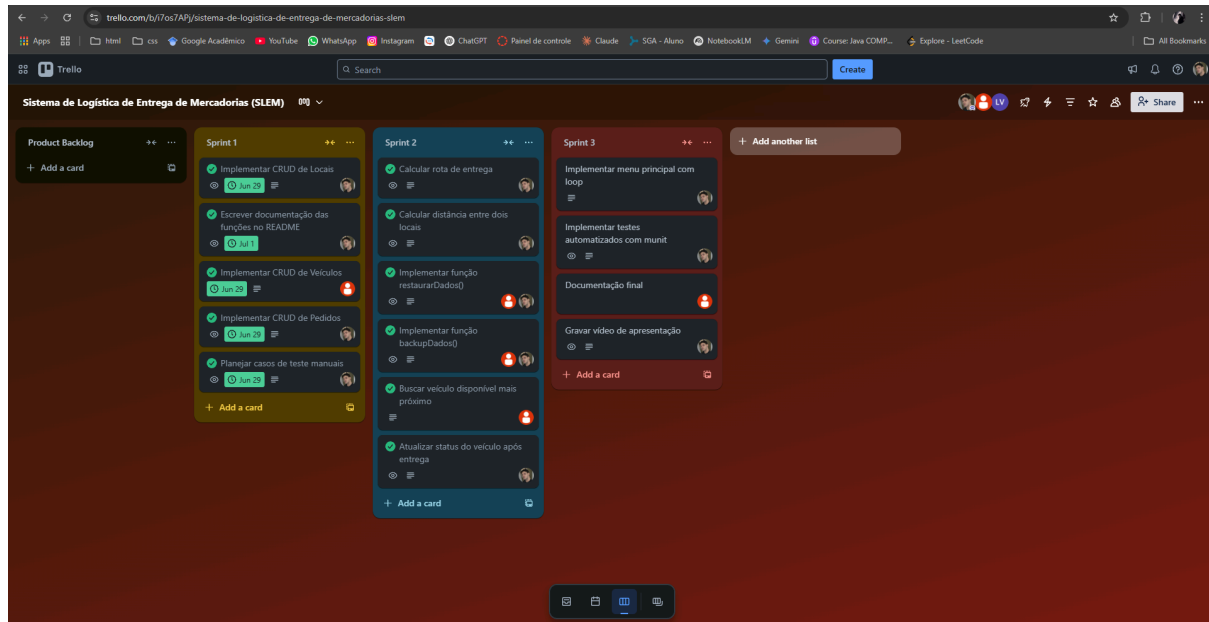 trello.com/b/i7os7APj/sistema-de-logistica-de-entrega-de-mercadorias-slem
Apps
html
css
Google Acadêmico
YouTube
WhatsApp
Instagram
ChatGPT
Painel de controle
Claude
SGA - Aluno
NotebookLM
Gemini
Course: Java COMP...
Explore - LeetCode
All Bookmarks
Trello
Search
Create
Sistema de Logística de Entrega de Mercadorias (SLEM)
LV
Share
Product Backlog
+ Add a card
Sprint 1
Implementar CRUD de Locais
Jun 29
Escrever documentação das
funções no README
Jul 1
Implementar CRUD de Veículos
Jun 29
Implementar CRUD de Pedidos
Jun 29
Planejar casos de teste manuais
Jun 29
+ Add a card
Sprint 2
Calcular rota de entrega
Calcular distância entre dois
locais
Implementar função
restaurarDados()
Implementar função
backupDados()
Buscar veículo disponível mais
próximo
Atualizar status do veículo após
entrega
+ Add a card
Sprint 3
Implementar menu principal com
loop
Implementar testes
automatizados com munit
Documentação final
Gravar vídeo de apresentação
+ Add a card
+ Add another list